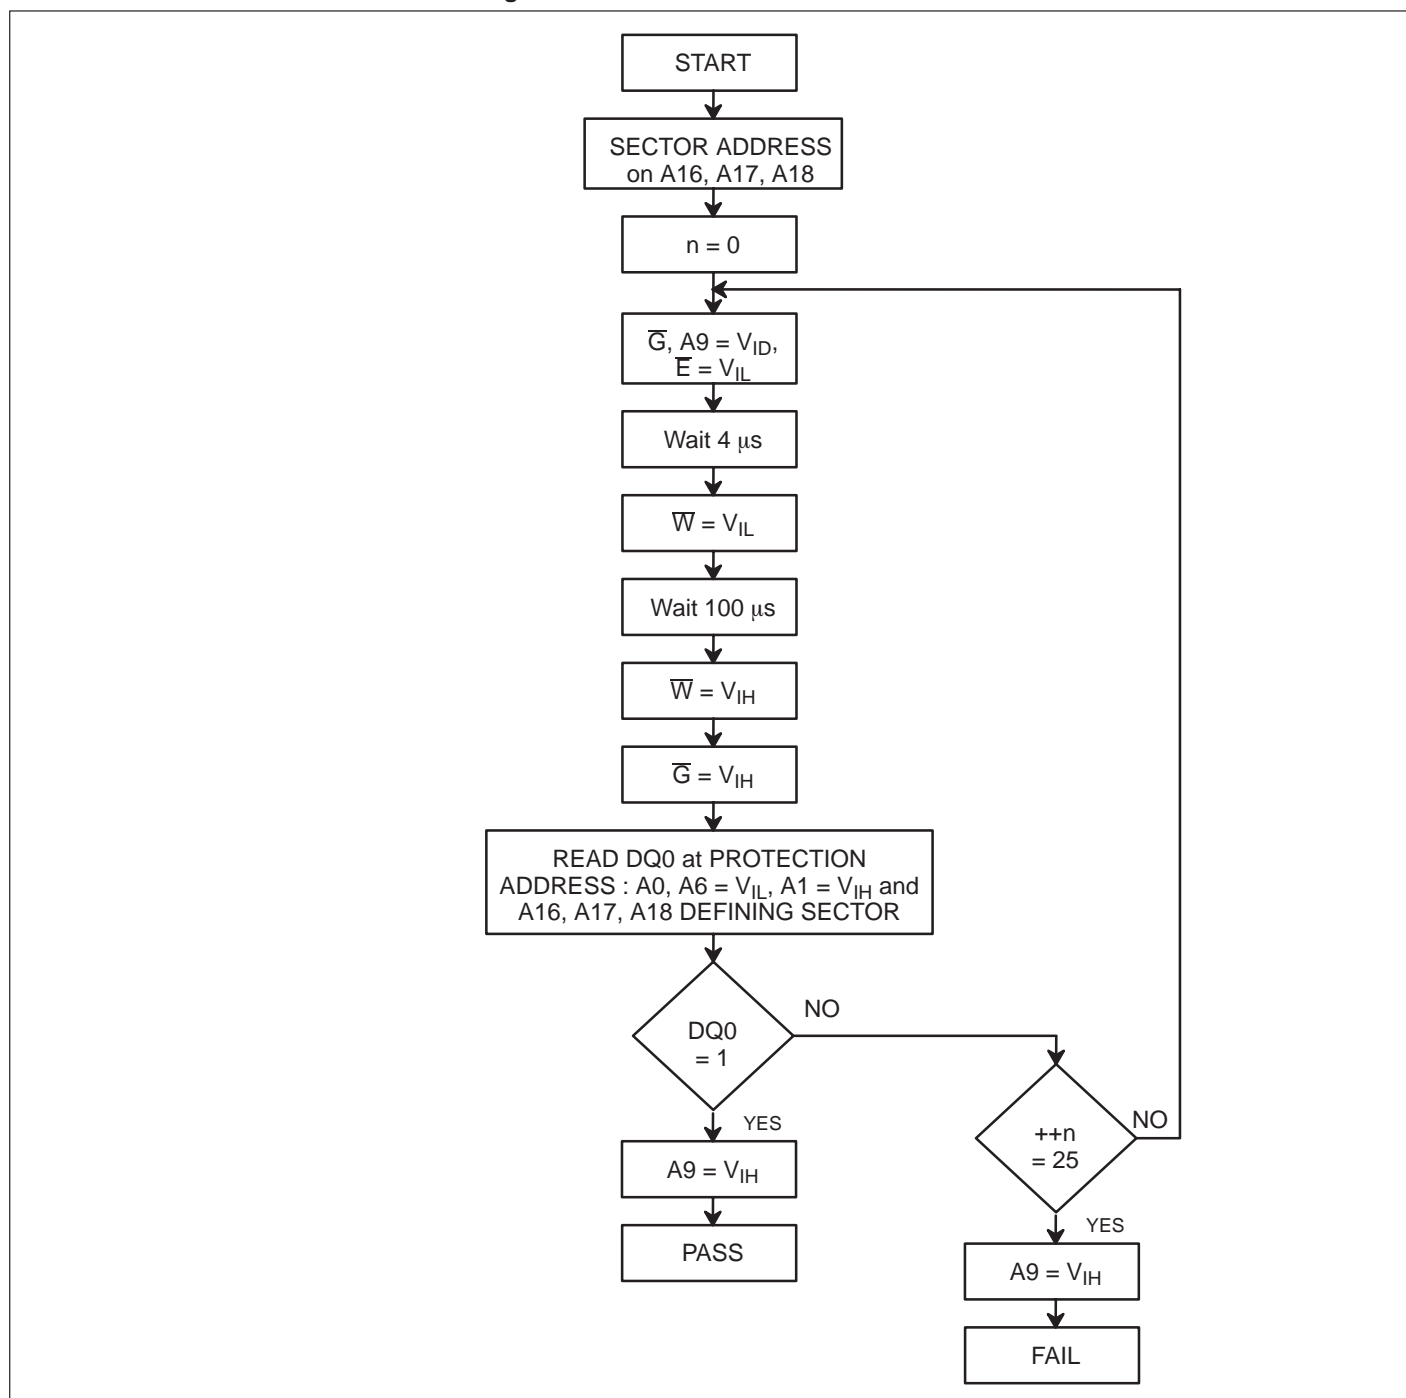 START
SECTOR ADDRESS
on A16, A17, A18
n = 0
G̅, A9 = VID,
E̅ = VIL
Wait 4 μs
W̅ = VIL
Wait 100 μs
W̅ = VIH
G̅ = VIH
READ DQ0 at PROTECTION
ADDRESS : A0, A6 = VIL, A1 = VIH and
A16, A17, A18 DEFINING SECTOR
DQ0
= 1
NO
YES
A9 = VIH
PASS
++n
= 25
NO
YES
A9 = VIH
FAIL